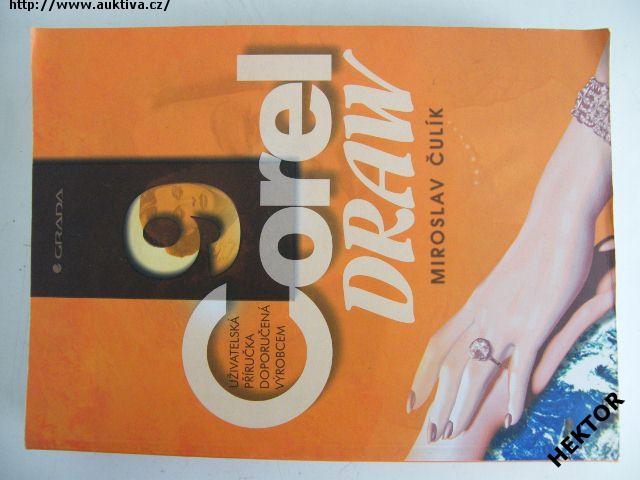 http://www.auktiva.cz/
GRADA
9
Corel
DRAW
MIROSLAV ČULÍK
UŽIVATELSKÁ
PŘÍRUČKA
DOPORUČENÁ
VÝROBCEM
HEKTOR